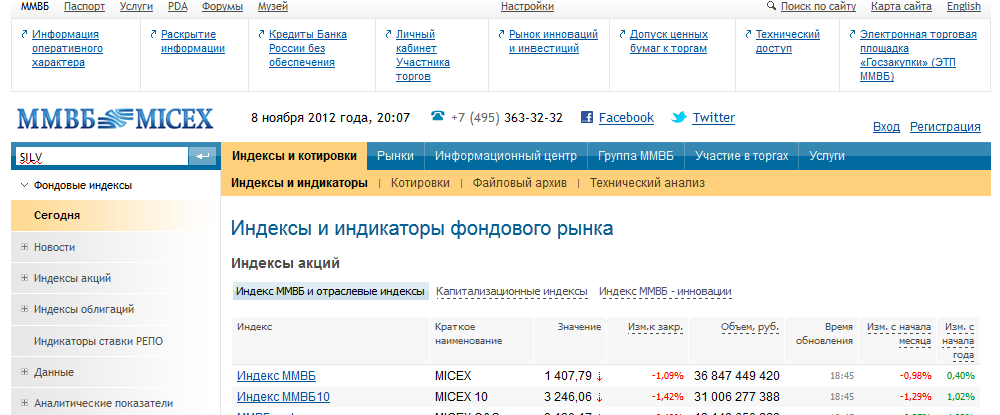 ММВБ Паспорт Услуги PDA Форумы Музей Настройки Поиск по сайту Карта сайта English
Информация оперативного характера
Раскрытие информации
Кредиты Банка России без обеспечения
Личный кабинет Участника торгов
Рынок инноваций и инвестиций
Допуск ценных бумаг к торгам
Технический доступ
Электронная торговая площадка «Госзакупки» (ЭТП ММВБ)
ММВБ MICEX 8 ноября 2012 года, 20:07 +7 (495) 363-32-32 Facebook Twitter
Вход Регистрация
SILV Индексы и котировки Рынки Информационный центр Группа ММВБ Участие в торгах Услуги
Индексы и индикаторы | Котировки | Файловый архив | Технический анализ
Фондовые индексы
Сегодня
Новости
Индексы акций
Индексы облигаций
Индикаторы ставки РЕПО
Данные
Аналитические показатели
Индексы и индикаторы фондового рынка
Индексы акций
Индекс ММВБ и отраслевые индексы Капитализационные индексы Индекс ММВБ - инновации
Индекс Краткое наименование Значение Изм.к закр. Объем, руб. Время обновления Изм. с начала месяца Изм. с начала года
Индекс ММВБ MICEX 1 407,79 ↓ -1,09% 36 847 449 420 18:45 -0,98% 0,40%
Индекс ММВБ10 MICEX 10 3 246,06 ↓ -1,42% 31 006 277 388 18:45 -1,29% 1,02%